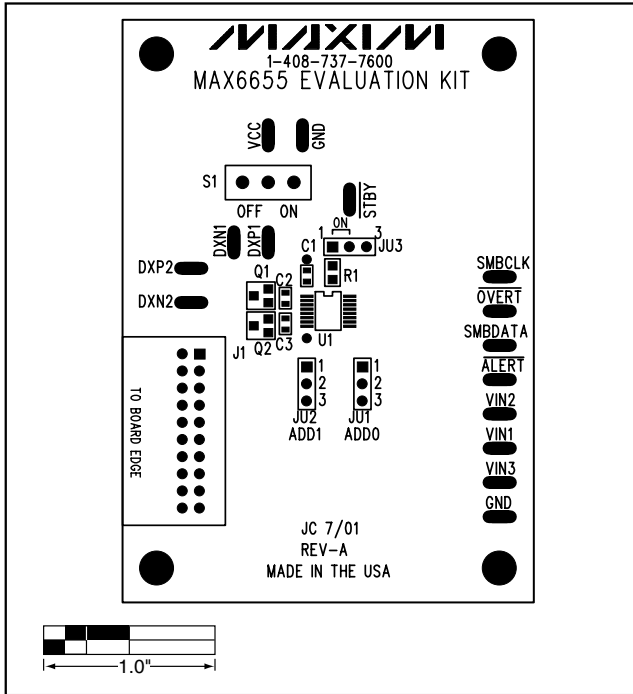 MAXIM
1-408-737-7600
MAX6655 EVALUATION KIT
VCC
GND
S1
OFF ON
STBY
ON
1 3
JU3
DXN1
DXP1
C1
DXP2
DXN2
Q1
C2
R1
SMBCLK
OVERT
SMBDATA
ALERT
VIN2
VIN1
VIN3
GND
J1
Q2
C3
U1
1
2
3
JU2
ADD1
1
2
3
JU1
ADD0
TO BOARD EDGE
JC 7/01
REV-A
MADE IN THE USA
1.0"